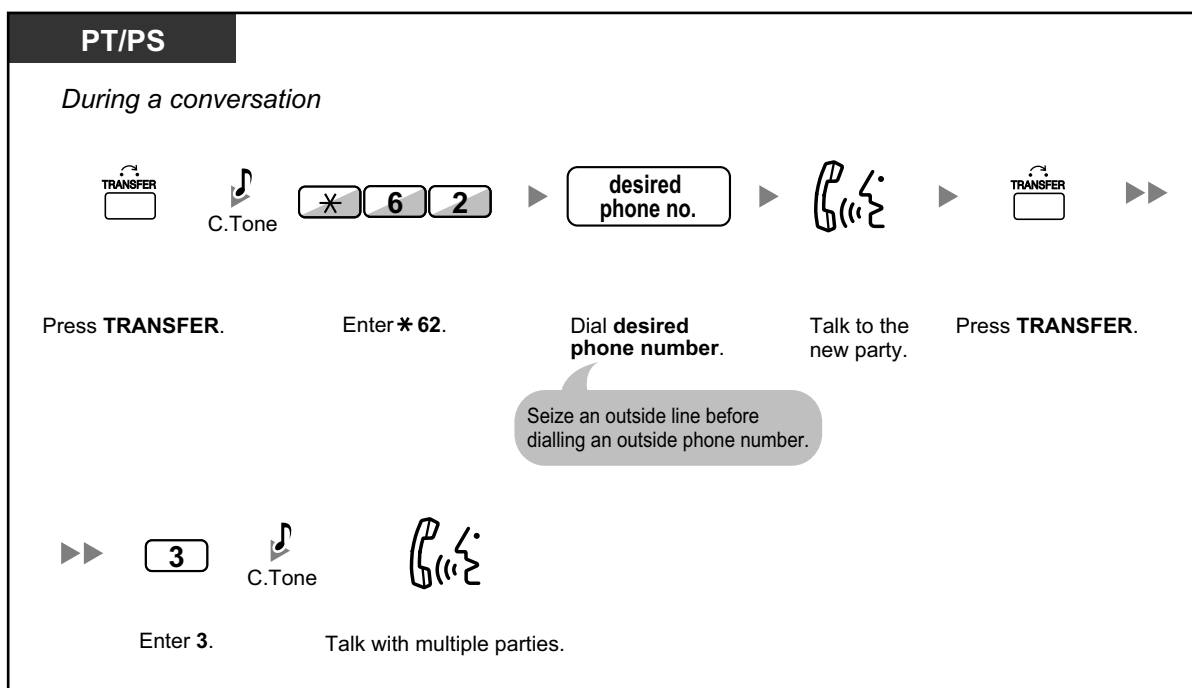 PT/PS
During a conversation
TRANSFER
C.Tone
* 6 2
desired
phone no.
TRANSFER
Press TRANSFER.
Enter * 62.
Dial desired
phone number.
Talk to the
new party.
Press TRANSFER.
Seize an outside line before
dialling an outside phone number.
3
C.Tone
Enter 3.
Talk with multiple parties.